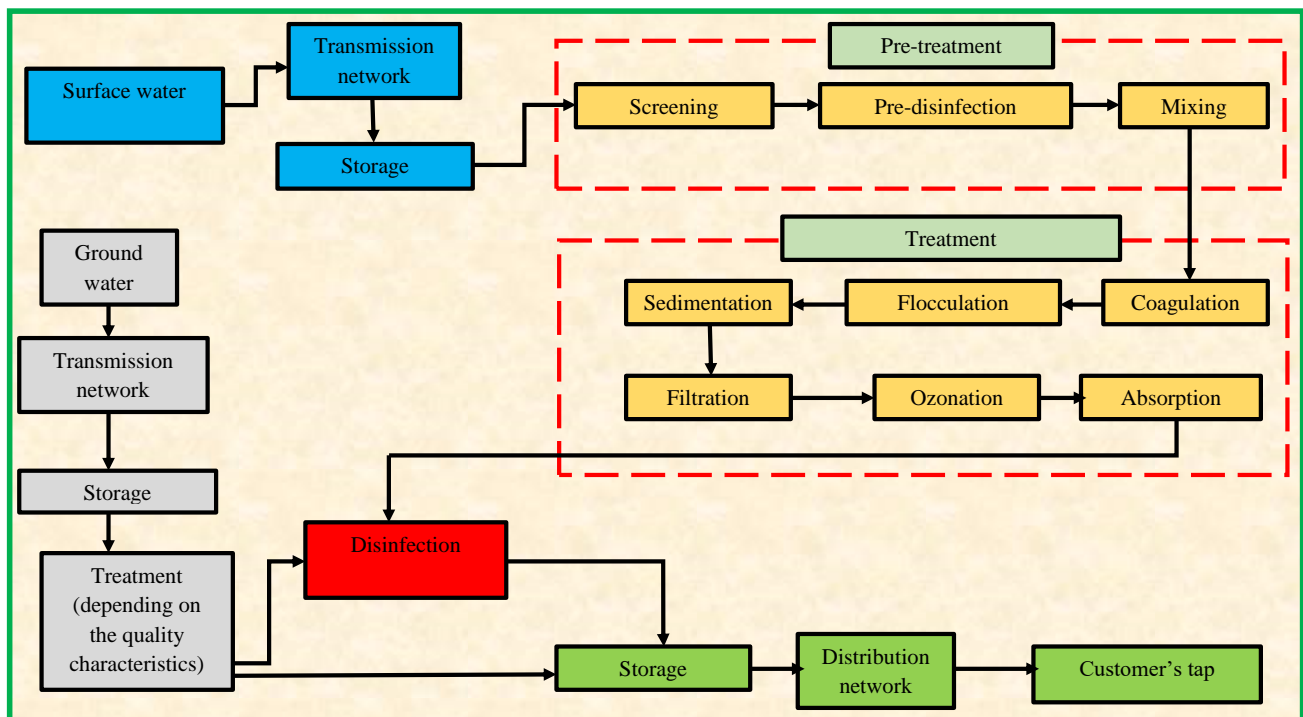 Surface water
Transmission
network
Storage
Pre-treatment
Screening
Pre-disinfection
Mixing
Treatment
Coagulation
Flocculation
Sedimentation
Filtration
Ozonation
Absorption
Ground
water
Transmission
network
Storage
Treatment
(depending on
the quality
characteristics)
Disinfection
Storage
Distribution
network
Customer’s tap